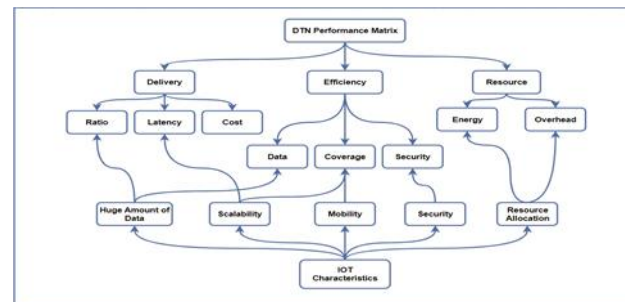 DTN Performance Matrix
Delivery
Efficiency
Resource
Ratio
Latency
Cost
Energy
Overhead
Data
Coverage
Security
Huge Amount of
Data
Scalability
Mobility
Security
Resource
Allocation
IOT
Characteristics